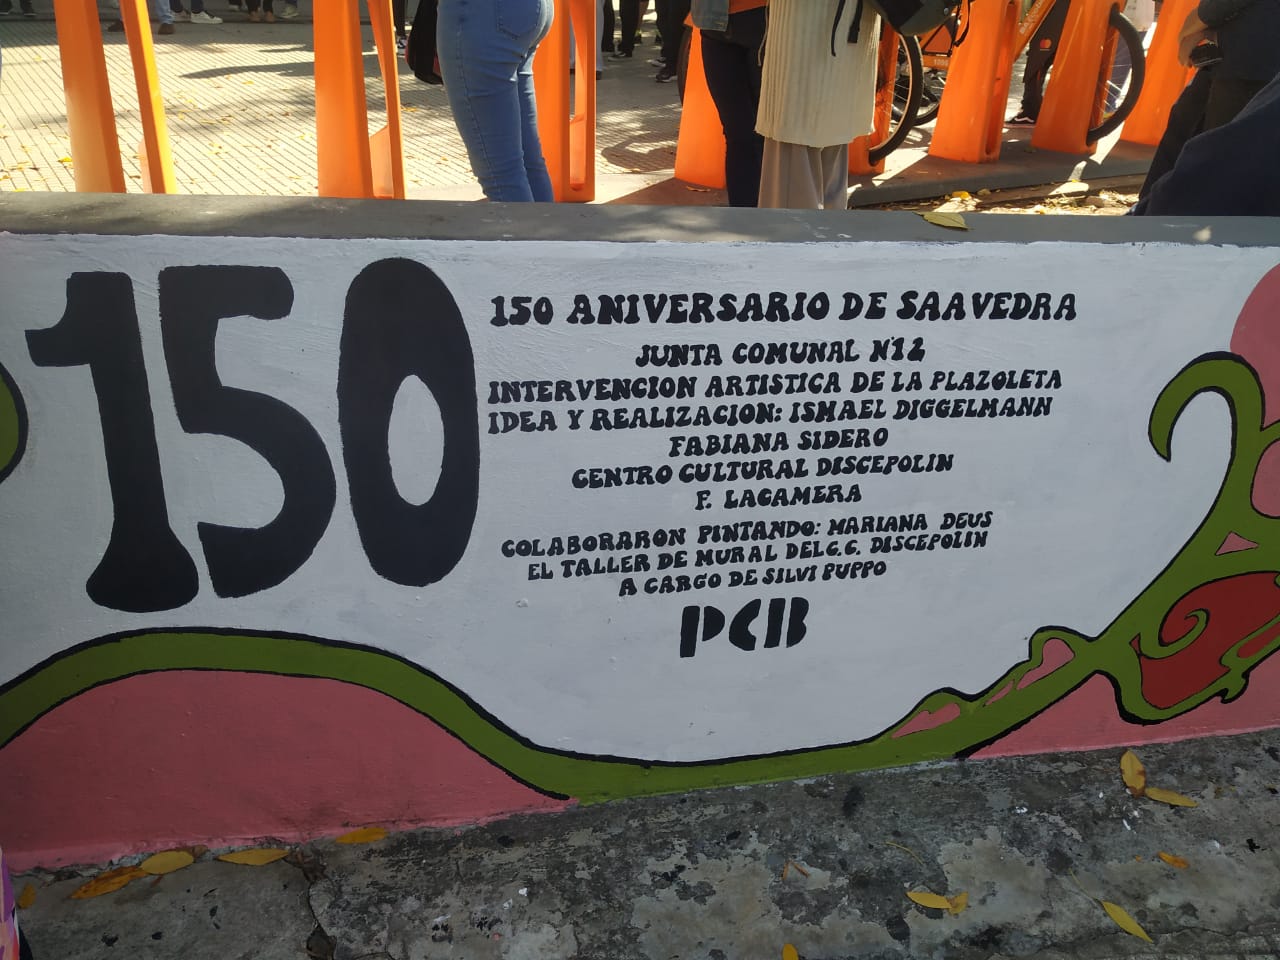 150
150 ANIVERSARIO DE SAAVEDRA
JUNTA COMUNAL N°12
INTERVENCION ARTISTICA DE LA PLAZOLETA
IDEA Y REALIZACION: ISMAEL DIGGELMANN
FABIANA SIDERO
CENTRO CULTURAL DISCEPOLIN
F. LACAMERA
COLABORARON PINTANDO: MARIANA DEUS
EL TALLER DE MURAL DEL C.C. DISCEPOLIN
A CARGO DE SILVI PUPPO
PCB